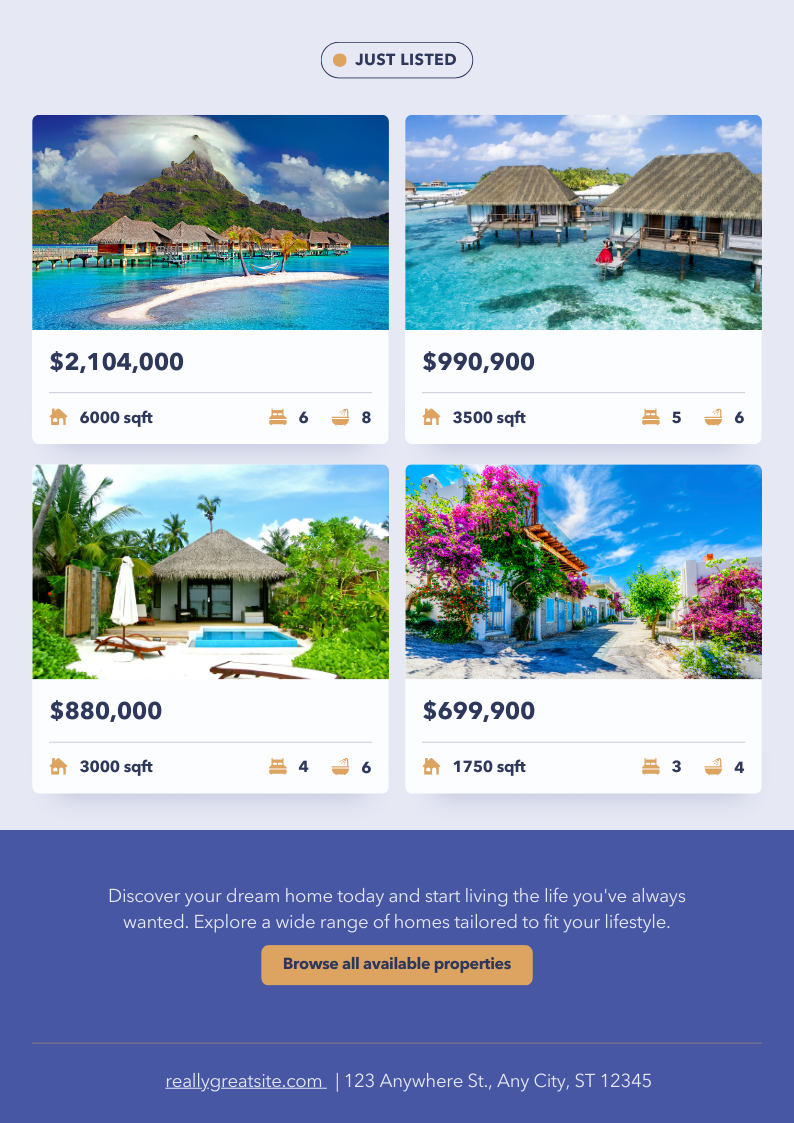 JUST LISTED
$2,104,000
6000 sqft 6 8
$990,900
3500 sqft 5 6
$880,000
3000 sqft 4 6
$699,900
1750 sqft 3 4
Discover your dream home today and start living the life you've always
wanted. Explore a wide range of homes tailored to fit your lifestyle.
Browse all available properties
reallygreatsite.com | 123 Anywhere St., Any City, ST 12345